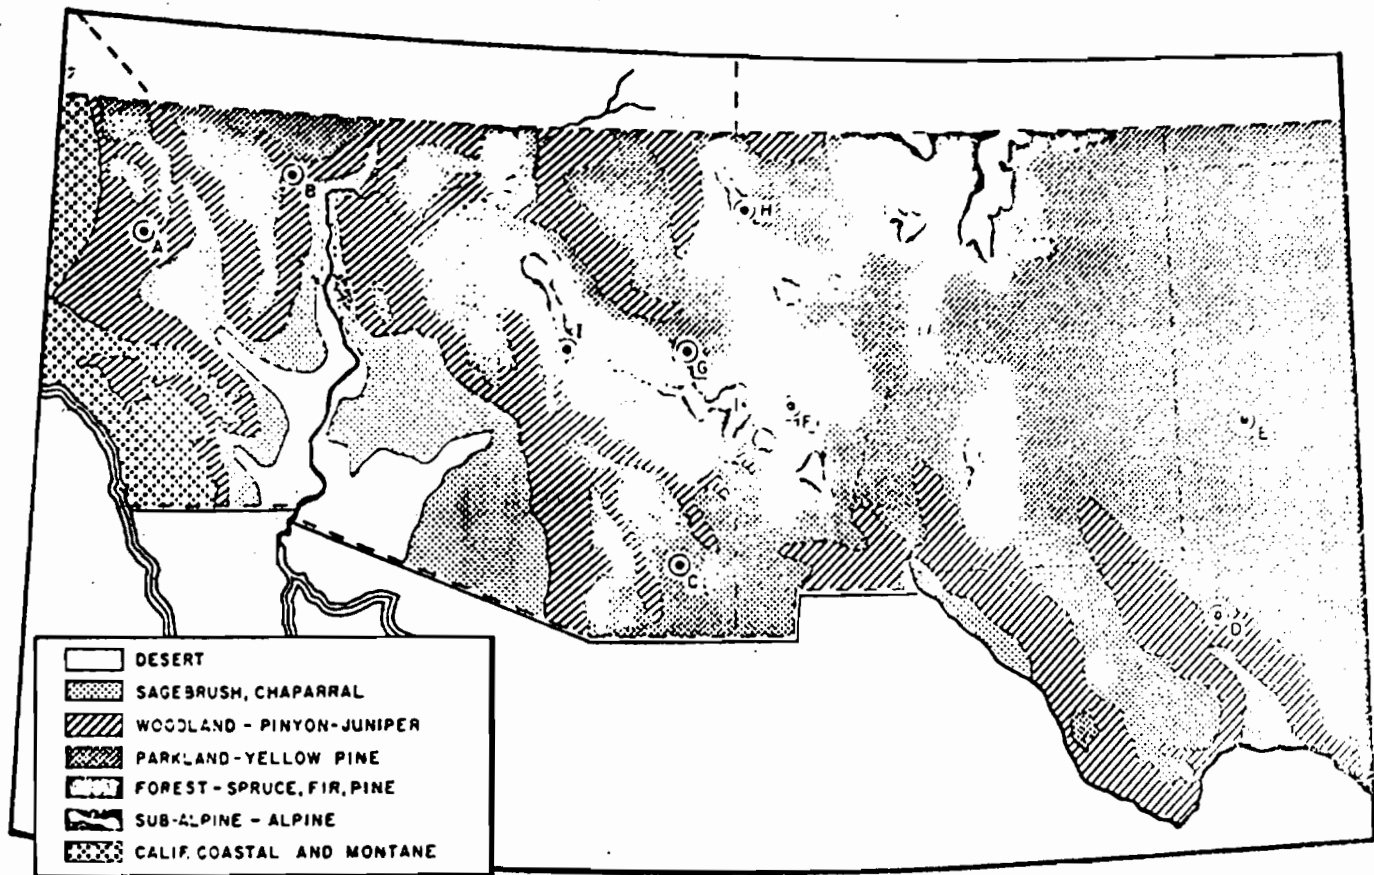 B
A
H
I
G
I
F
E
C
D
DESERT
SAGEBRUSH, CHAPARRAL
WOODLAND - PINYON-JUNIPER
PARKLAND-YELLOW PINE
FOREST-SPRUCE, FIR, PINE
SUB-ALPINE - ALPINE
CALIF. COASTAL AND MONTANE